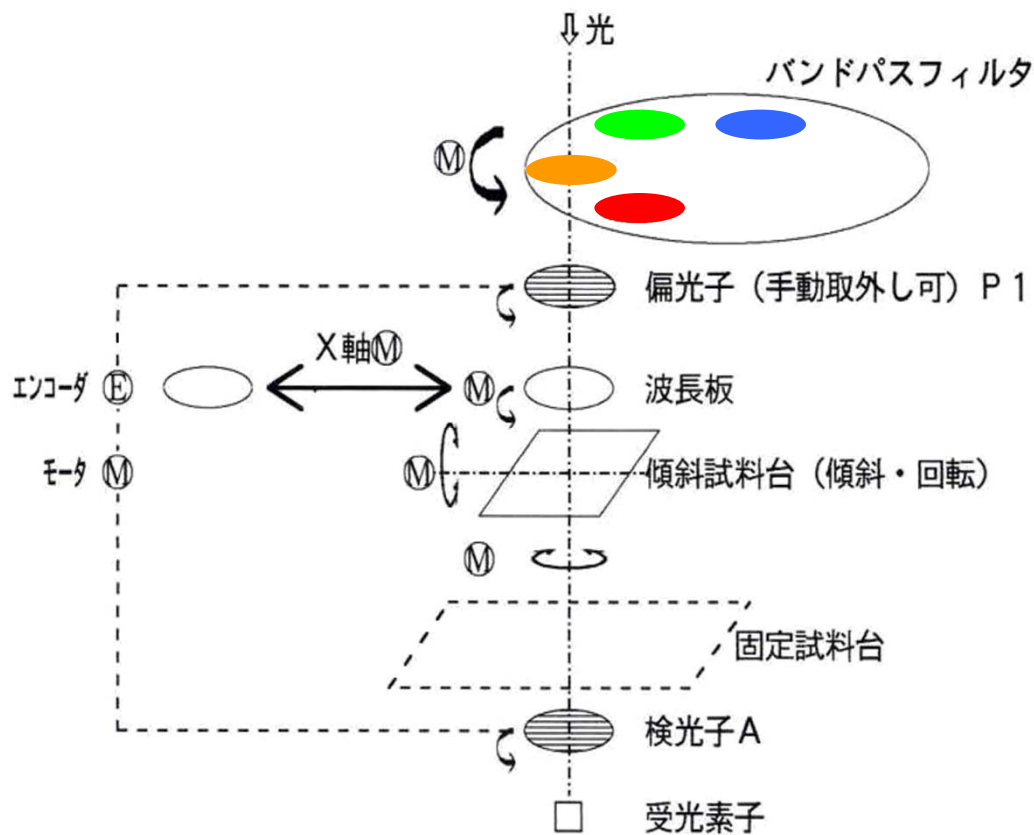 光
バンドパスフィルタ
Ⓜ
偏光子（手動取外し可）Ｐ１
Ｘ軸Ⓜ
エンコーダ Ⓔ
Ⓜ
波長板
モータ Ⓜ
Ⓜ
傾斜試料台（傾斜・回転）
Ⓜ
固定試料台
検光子Ａ
受光素子